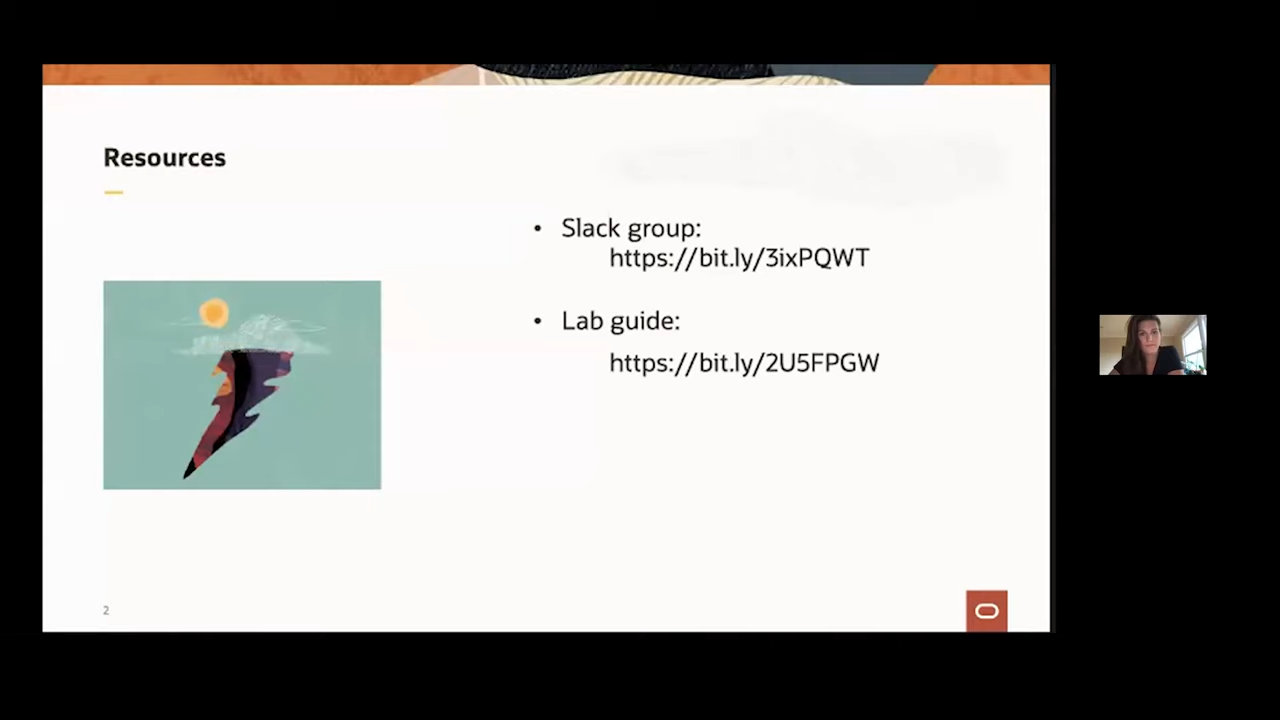 Resources
• Slack group:
https://bit.ly/3ixPQWT
• Lab guide:
https://bit.ly/2U5FPGW
2